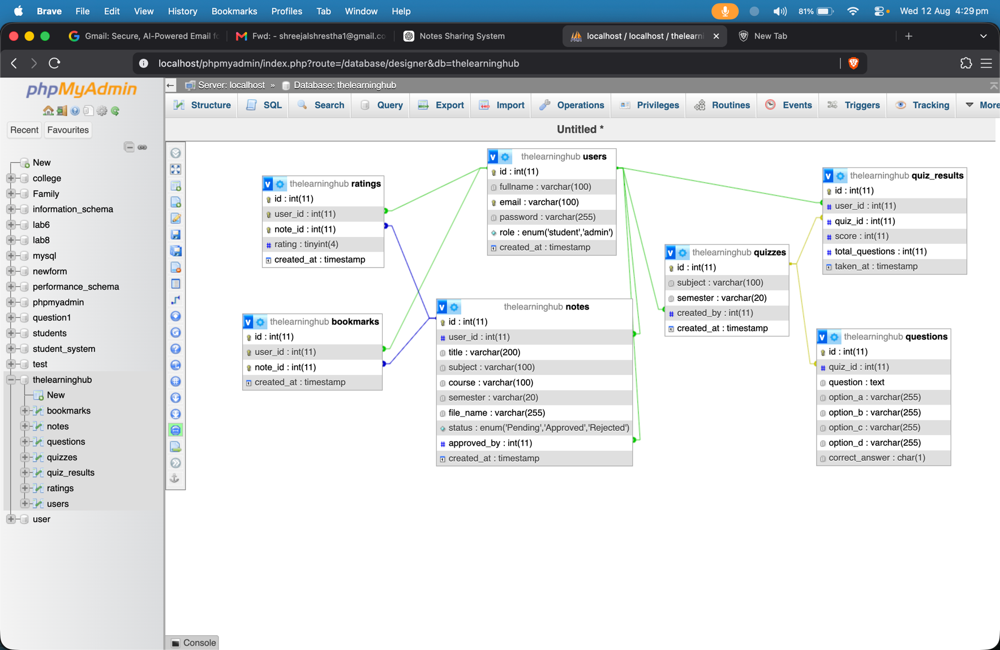 Brave File Edit View History Bookmarks Profiles Tab Window Help 81% Wed 12 Aug 4:29 pm
Gmail: Secure, AI-Powered Email fo
Fwd: - shreejalshrestha1@gmail.co
Notes Sharing System
localhost / localhost / thelearni
New Tab
localhost/phpmyadmin/index.php?route=/database/designer&db=thelearninghub
phpMyAdmin
Recent Favourites
New
college
Family
information_schema
lab6
lab8
mysql
newform
performance_schema
phpmyadmin
question1
students
student_system
test
thelearninghub
New
bookmarks
notes
questions
quizzes
quiz_results
ratings
users
user
Server: localhost » Database: thelearninghub
Structure SQL Search Query Export Import Operations Privileges Routines Events Triggers Tracking More
Untitled *
thelearninghub ratings
id : int(11)
user_id : int(11)
note_id : int(11)
rating : tinyint(4)
created_at : timestamp
thelearninghub bookmarks
id : int(11)
user_id : int(11)
note_id : int(11)
created_at : timestamp
thelearninghub users
id : int(11)
fullname : varchar(100)
email : varchar(100)
password : varchar(255)
role : enum('student','admin')
created_at : timestamp
thelearninghub notes
id : int(11)
user_id : int(11)
title : varchar(200)
subject : varchar(100)
course : varchar(100)
semester : varchar(20)
file_name : varchar(255)
status : enum('Pending','Approved','Rejected')
approved_by : int(11)
created_at : timestamp
thelearninghub quizzes
id : int(11)
subject : varchar(100)
semester : varchar(20)
created_by : int(11)
created_at : timestamp
thelearninghub quiz_results
id : int(11)
user_id : int(11)
quiz_id : int(11)
score : int(11)
total_questions : int(11)
taken_at : timestamp
thelearninghub questions
id : int(11)
quiz_id : int(11)
question : text
option_a : varchar(255)
option_b : varchar(255)
option_c : varchar(255)
option_d : varchar(255)
correct_answer : char(1)
Console